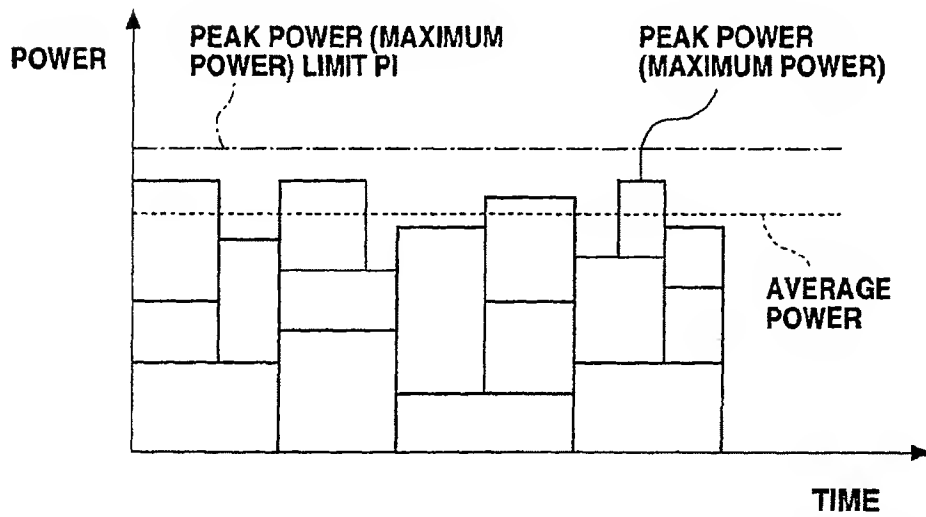 POWER
PEAK POWER (MAXIMUM
POWER) LIMIT PI
PEAK POWER
(MAXIMUM POWER)
AVERAGE
POWER
TIME